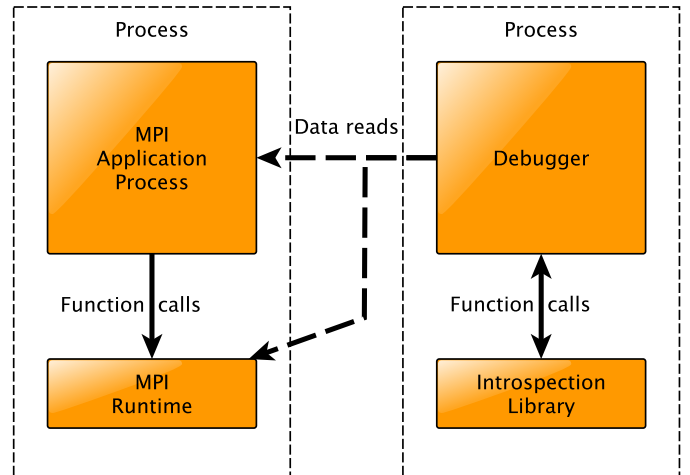 Process
Process
MPI
Application
Process
Data reads
Debugger
Function calls
Function calls
MPI
Runtime
Introspection
Library